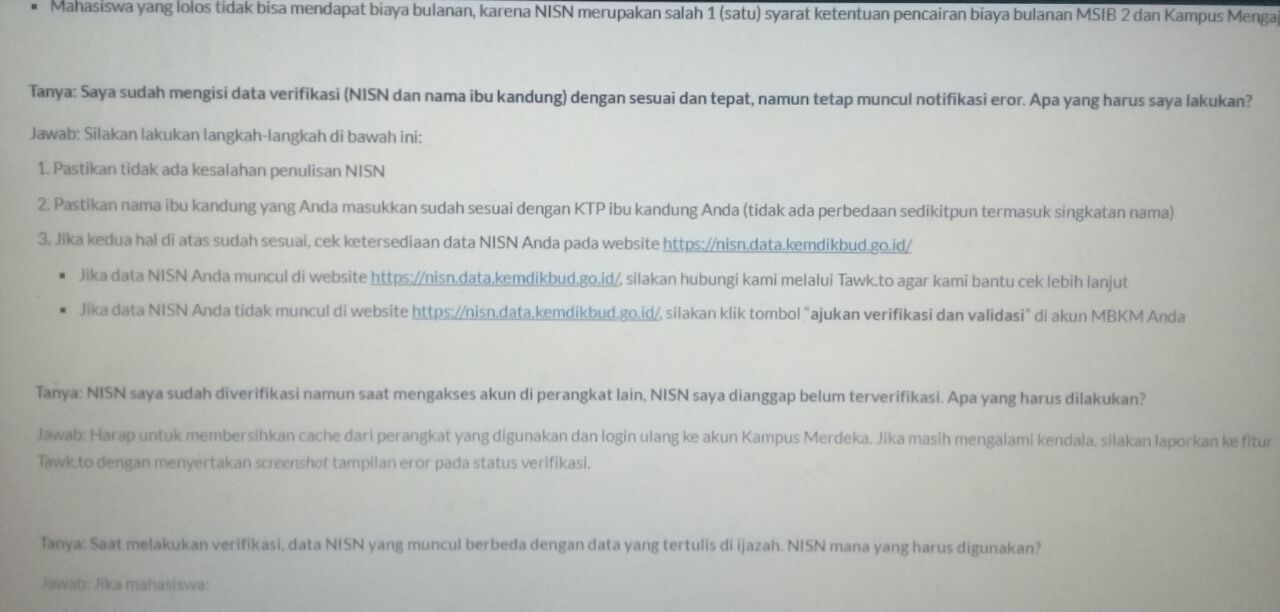 ▪ Mahasiswa yang lolos tidak bisa mendapat biaya bulanan, karena NISN merupakan salah 1 (satu) syarat ketentuan pencairan biaya bulanan MSIB 2 dan Kampus Mengaj
Tanya: Saya sudah mengisi data verifikasi (NISN dan nama ibu kandung) dengan sesuai dan tepat, namun tetap muncul notifikasi eror. Apa yang harus saya lakukan?
Jawab: Silakan lakukan langkah-langkah di bawah ini:
1. Pastikan tidak ada kesalahan penulisan NISN
2. Pastikan nama ibu kandung yang Anda masukkan sudah sesuai dengan KTP ibu kandung Anda (tidak ada perbedaan sedikitpun termasuk singkatan nama)
3. Jika kedua hal di atas sudah sesuai, cek ketersediaan data NISN Anda pada website https://nisn.data.kemdikbud.go.id/
▪ Jika data NISN Anda muncul di website https://nisn.data.kemdikbud.go.id/, silakan hubungi kami melalui Tawk.to agar kami bantu cek lebih lanjut
▪ Jika data NISN Anda tidak muncul di website https://nisn.data.kemdikbud.go.id/, silakan klik tombol "ajukan verifikasi dan validasi" di akun MBKM Anda
Tanya: NISN saya sudah diverifikasi namun saat mengakses akun di perangkat lain, NISN saya dianggap belum terverifikasi. Apa yang harus dilakukan?
Jawab: Harap untuk membersihkan cache dari perangkat yang digunakan dan login ulang ke akun Kampus Merdeka. Jika masih mengalami kendala, silakan laporkan ke fitur
Tawk.to dengan menyertakan screenshot tampilan eror pada status verifikasi.
Tanya: Saat melakukan verifikasi, data NISN yang muncul berbeda dengan data yang tertulis di ijazah. NISN mana yang harus digunakan?
Jawab: Jika mahasiswa: